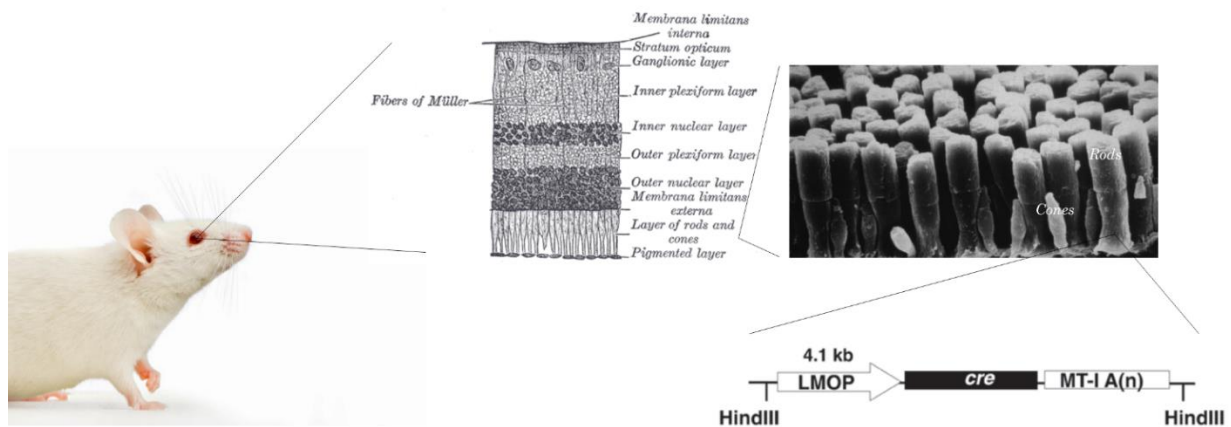 Membrana limitans
interna
Stratum opticum
Ganglionic layer
Fibers of Müller
Inner plexiform layer
Inner nuclear layer
Outer plexiform layer
Outer nuclear layer
Membrana limitans
externa
Layer of rods and
cones
Pigmented layer
Rods
Cones
4.1 kb
LMOP
cre
MT-I A(n)
HindIII
HindIII